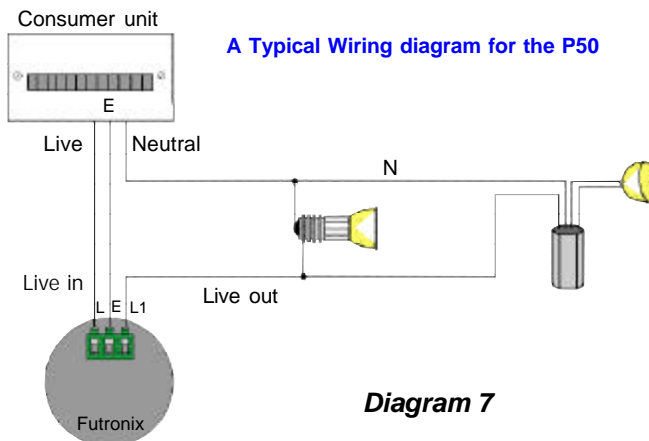 Consumer unit
A Typical Wiring diagram for the P50
E
Live
Neutral
N
Live in
L E L1
Live out
Futronix
Diagram 7